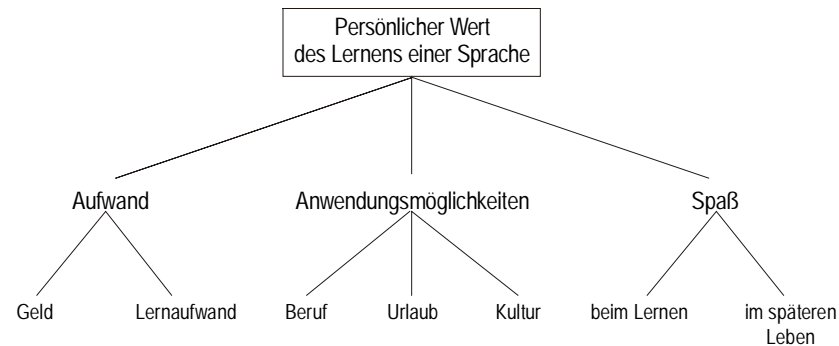 Persönlicher Wert
des Lernens einer Sprache
Aufwand
Anwendungsmöglichkeiten
Spaß
Geld
Lernaufwand
Beruf
Urlaub
Kultur
beim Lernen
im späteren
Leben